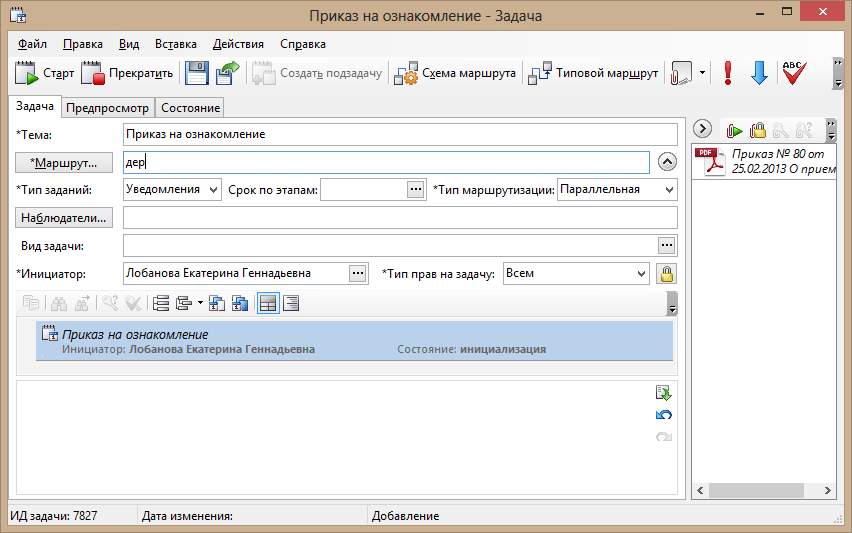 Приказ на ознакомление - Задача
Файл Правка Вид Вставка Действия Справка
Старт Прекратить Создать подзадачу Схема маршрута Типовой маршрут ABC
Задача Предпросмотр Состояние
*Тема: Приказ на ознакомление
*Маршрут... дер
*Тип заданий: Уведомления Срок по этапам: ... *Тип маршрутизации: Параллельная
Наблюдатели...
Вид задачи: ...
*Инициатор: Лобанова Екатерина Геннадьевна ... *Тип прав на задачу: Всем
Приказ на ознакомление
Инициатор: Лобанова Екатерина Геннадьевна Состояние: инициализация
PDF
Приказ № 80 от
25.02.2013 О прием
ИД задачи: 7827 Дата изменения: Добавление